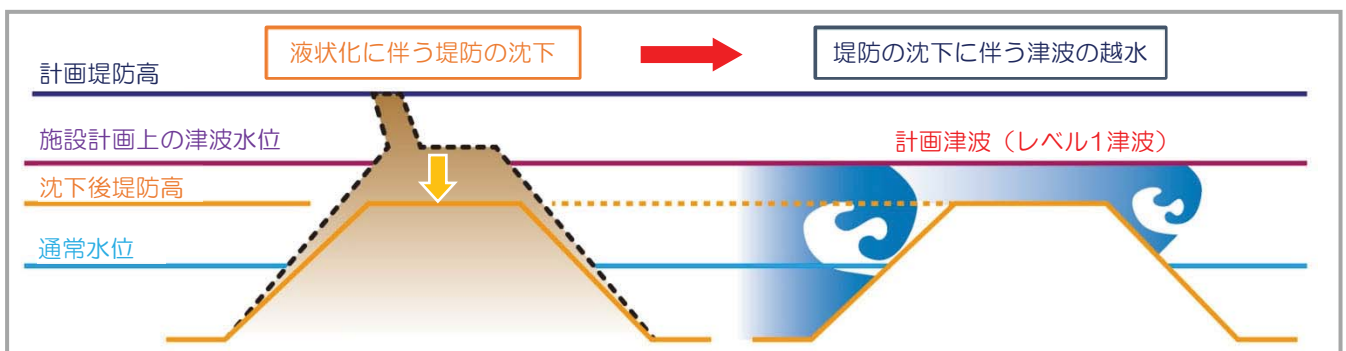 液状化に伴う堤防の沈下
堤防の沈下に伴う津波の越水
計画堤防高
施設計画上の津波水位
計画津波（レベル1津波）
沈下後堤防高
通常水位